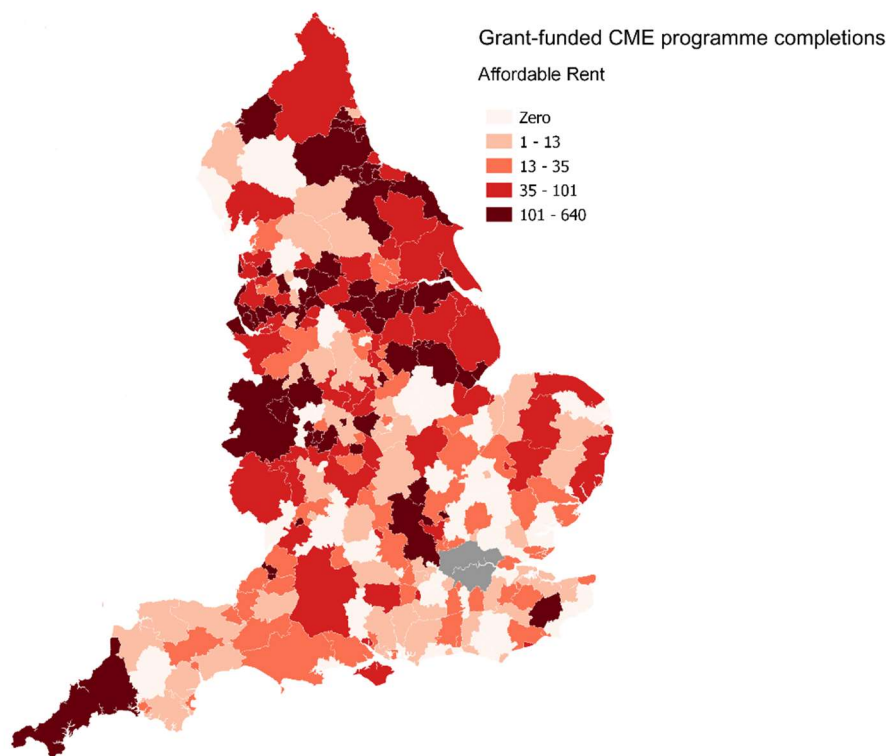 Grant-funded CME programme completions
Affordable Rent
Zero
1 - 13
13 - 35
35 - 101
101 - 640